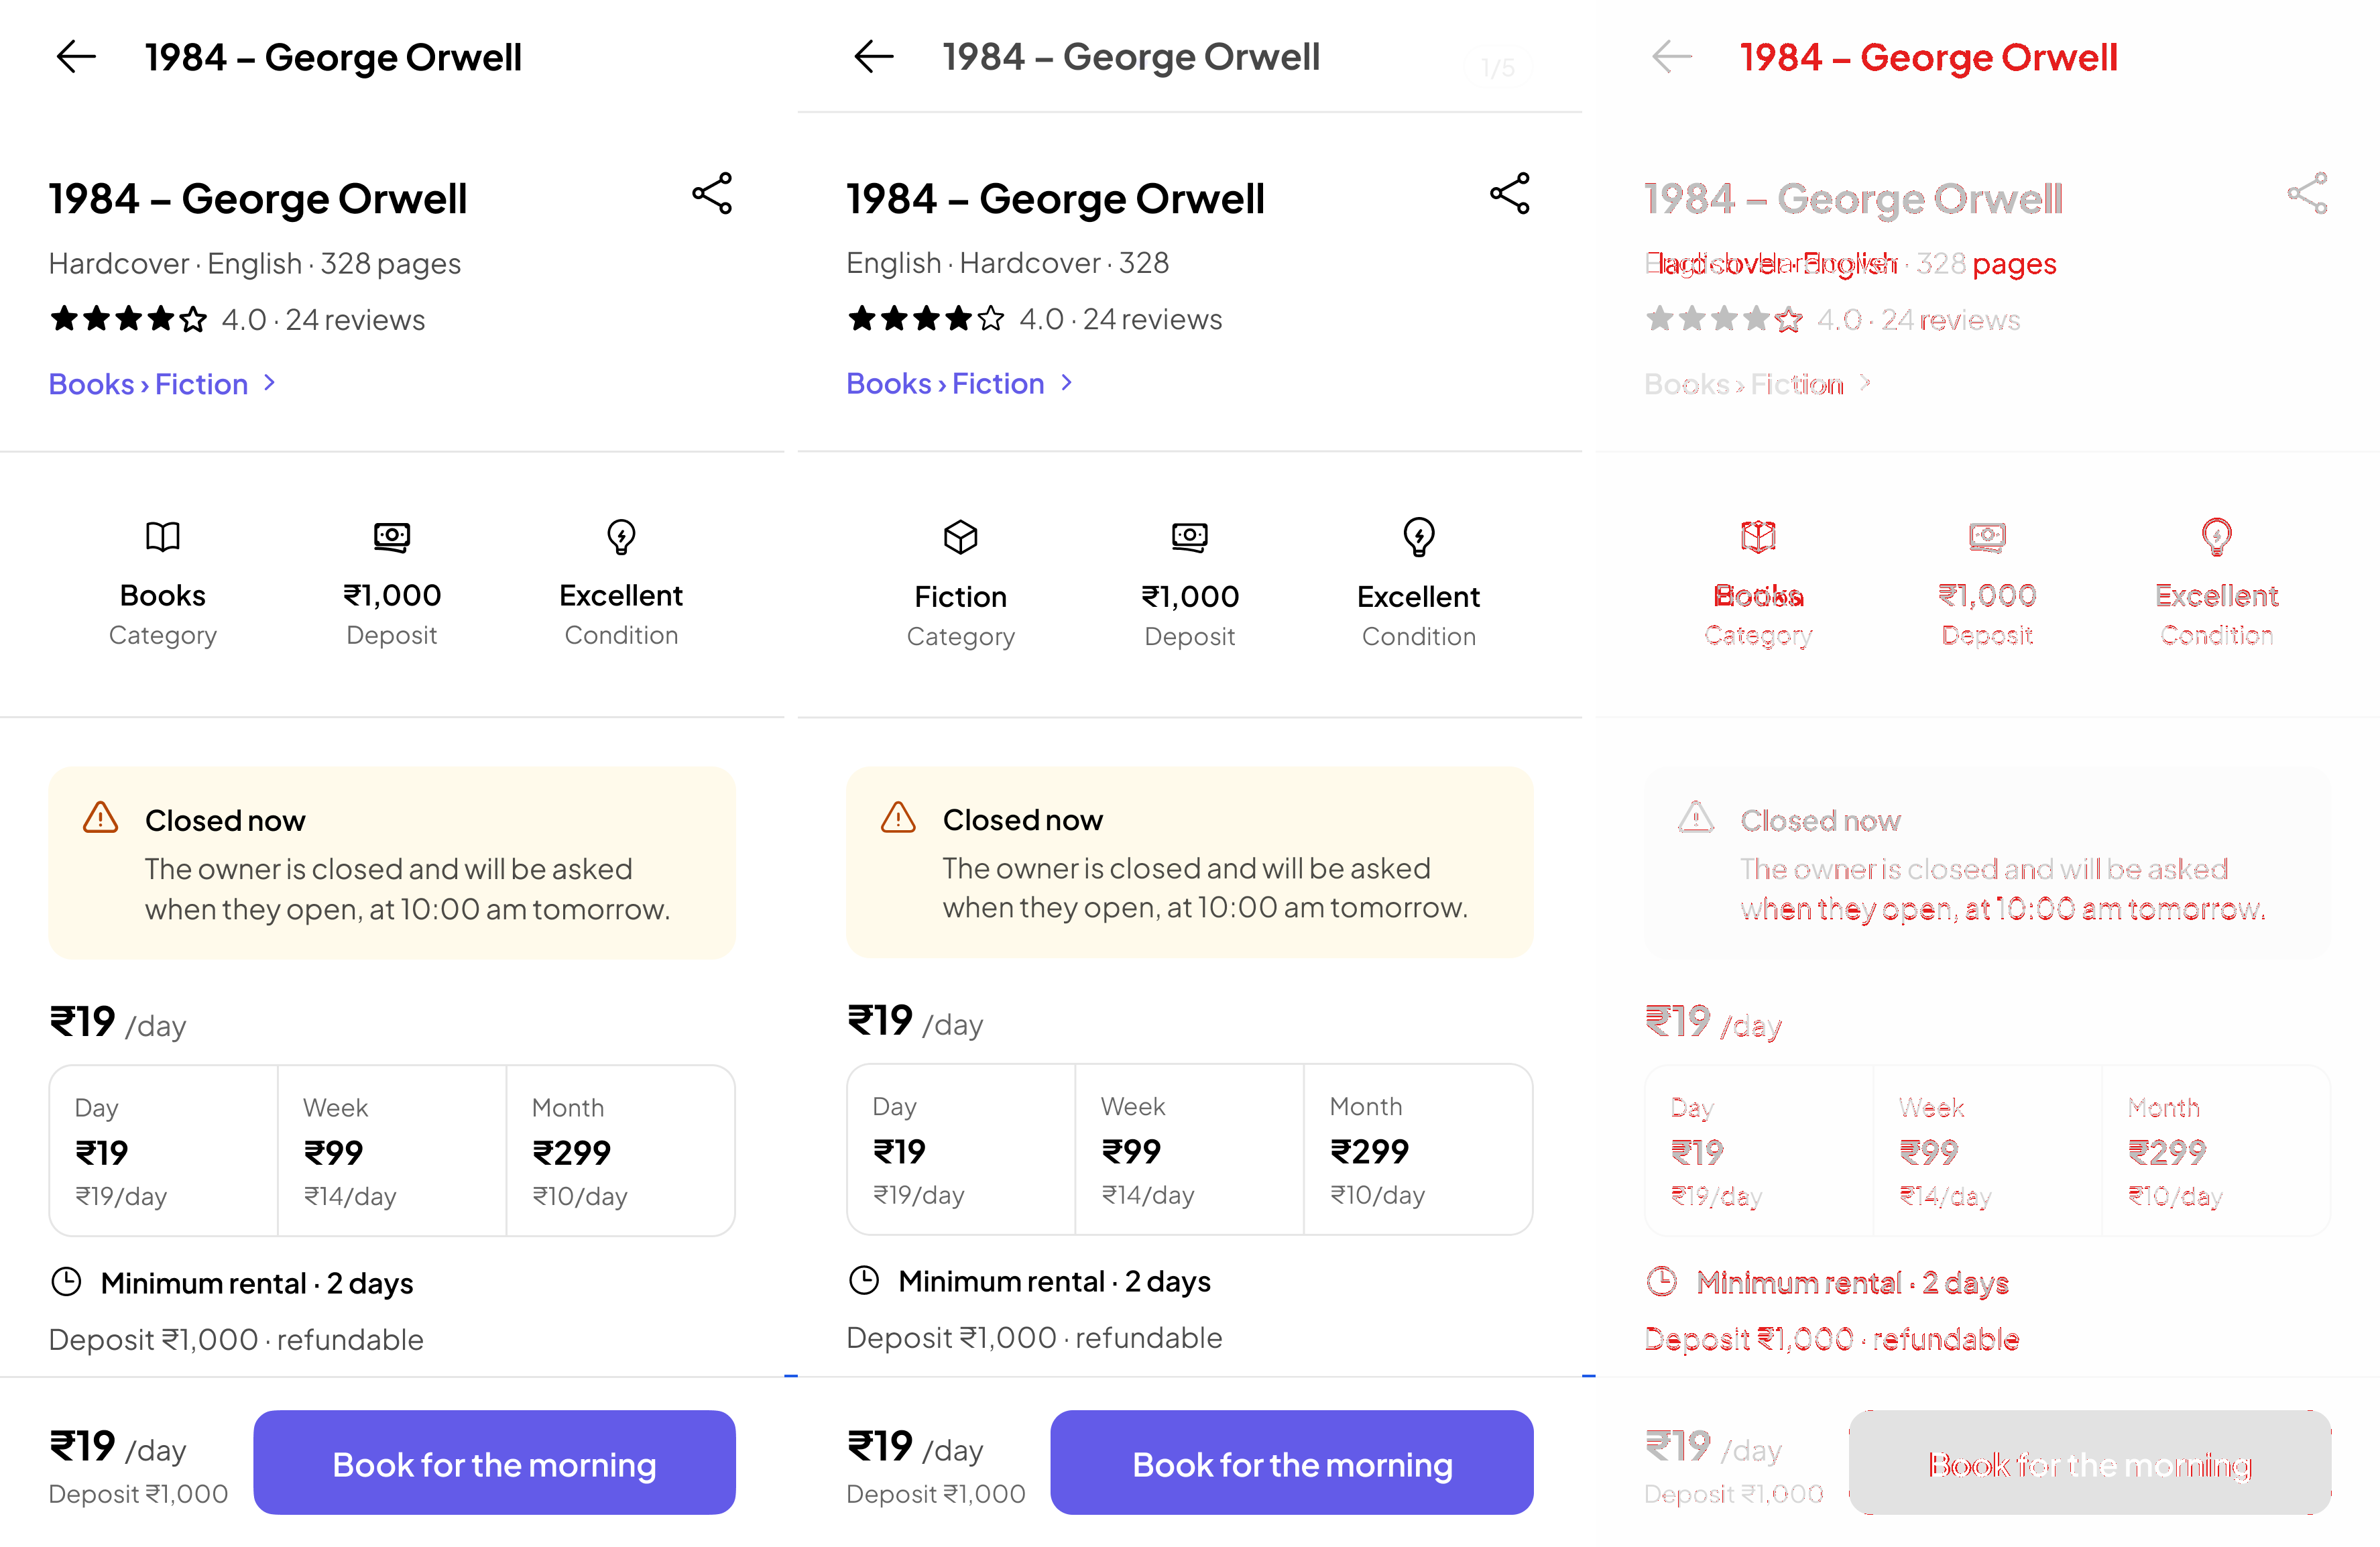 1984 – George Orwell
1984 – George Orwell
Hardcover · English · 328 pages
4.0 · 24 reviews
Books › Fiction
Books
Category
₹1,000
Deposit
Excellent
Condition
Closed now
The owner is closed and will be asked
when they open, at 10:00 am tomorrow.
₹19 /day
Day
₹19
₹19/day
Week
₹99
₹14/day
Month
₹299
₹10/day
Minimum rental · 2 days
Deposit ₹1,000 · refundable
₹19 /day
Deposit ₹1,000
Book for the morning
1984 – George Orwell
1/5
1984 – George Orwell
English · Hardcover · 328
4.0 · 24 reviews
Books › Fiction
Fiction
Category
₹1,000
Deposit
Excellent
Condition
Closed now
The owner is closed and will be asked
when they open, at 10:00 am tomorrow.
₹19 /day
Day
₹19
₹19/day
Week
₹99
₹14/day
Month
₹299
₹10/day
Minimum rental · 2 days
Deposit ₹1,000 · refundable
₹19 /day
Deposit ₹1,000
Book for the morning
1984 – George Orwell
1984 – George Orwell
· 328 pages
4.0 · 24 reviews
Books › Fiction
Category
₹1,000
Deposit
Excellent
Condition
Closed now
The owner is closed and will be asked
when they open, at 10:00 am tomorrow.
₹19 /day
Day
₹19
₹19/day
Week
₹99
₹14/day
Month
₹299
₹10/day
Minimum rental · 2 days
Deposit ₹1,000 · refundable
₹19 /day
Deposit ₹1,000
Book for the morning